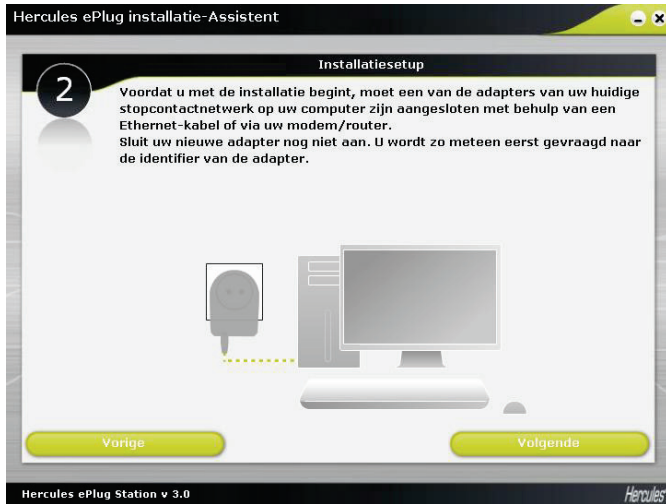 Hercules ePlug installatie-Assistent
Installatiesetup
2
Voordat u met de installatie begint, moet een van de adapters van uw huidige
stopcontactnetwerk op uw computer zijn aangesloten met behulp van een
Ethernet-kabel of via uw modem/router.
Sluit uw nieuwe adapter nog niet aan. U wordt zo meteen eerst gevraagd naar
de identifier van de adapter.
Vorige
Volgende
Hercules ePlug Station v 3.0
Hercules